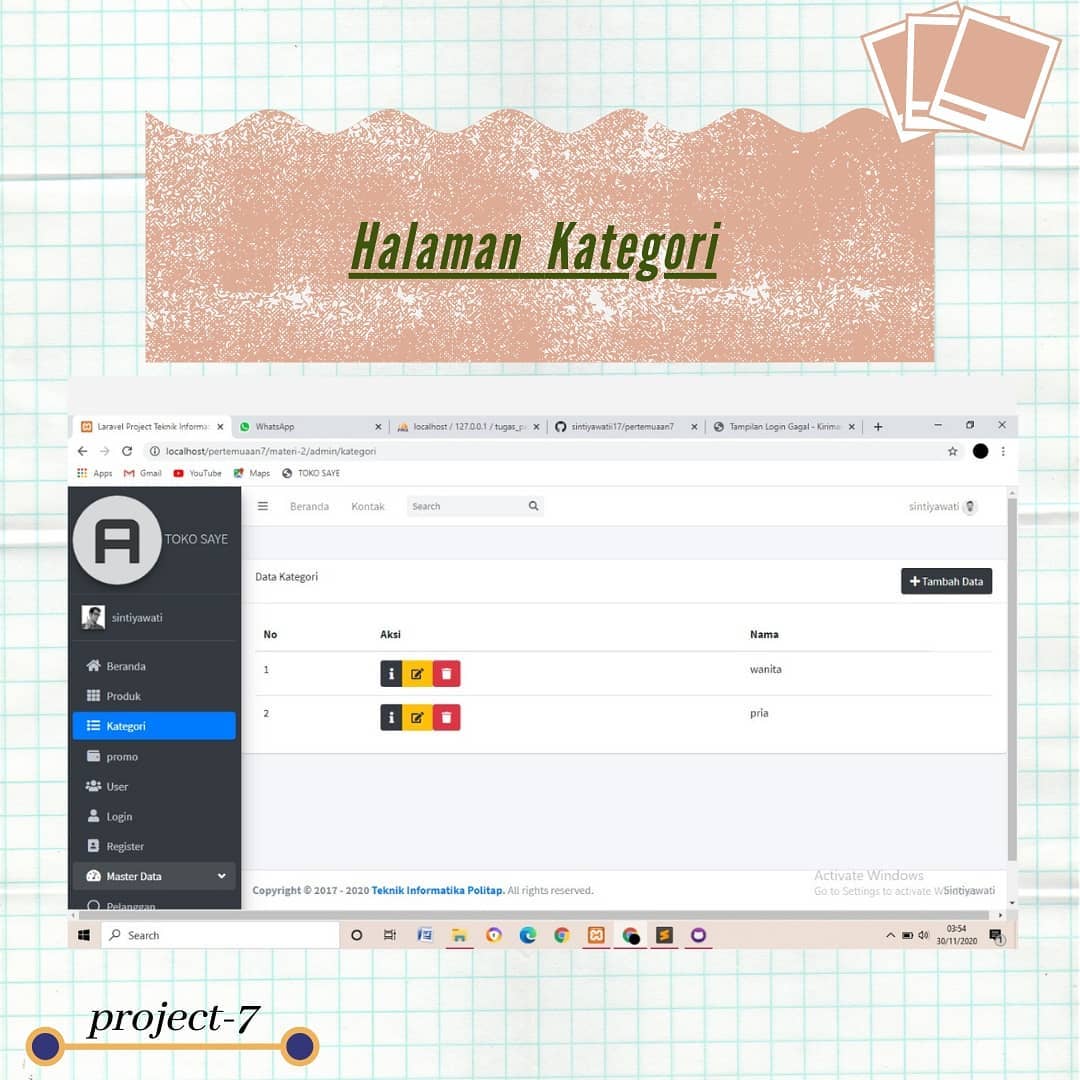 Halaman Kategori
Laravel Project Teknik Informa
WhatsApp
localhost / 127.0.0.1 / tugas_p
sintiyawatii17/pertemuaan7
Tampilan Login Gagal - Kirima
localhost/pertemuaan7/materi-2/admin/kategori
Apps Gmail YouTube Maps TOKO SAYE
A TOKO SAYE
Beranda Kontak Search sintiyawati
Data Kategori
+ Tambah Data
sintiyawati
No Aksi Nama
1 wanita
2 pria
Beranda
Produk
Kategori
promo
User
Login
Register
Master Data
Pelanggan
Copyright © 2017 - 2020 Teknik Informatika Politap. All rights reserved.
Activate Windows
Go to Settings to activate
Sintiyawati
Search
03:54
30/11/2020
1
project-7